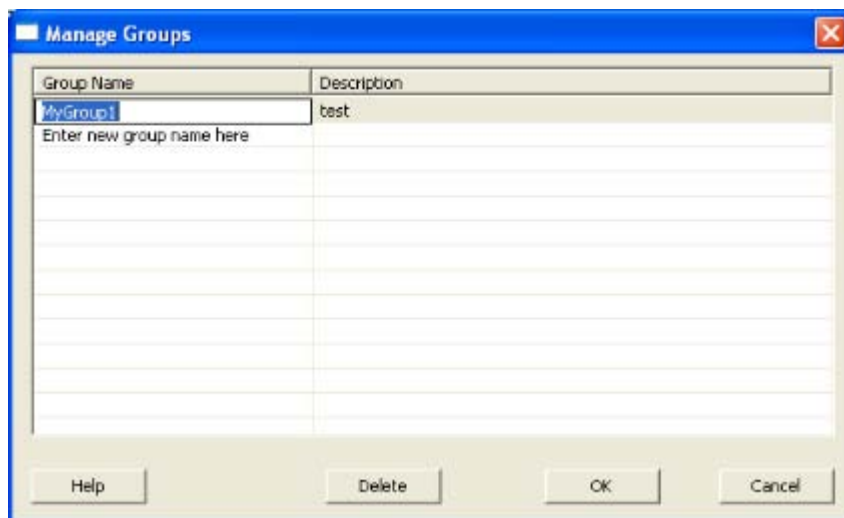 Manage Groups
Group Name Description
MyGroup1 test
Enter new group name here
Help Delete OK Cancel